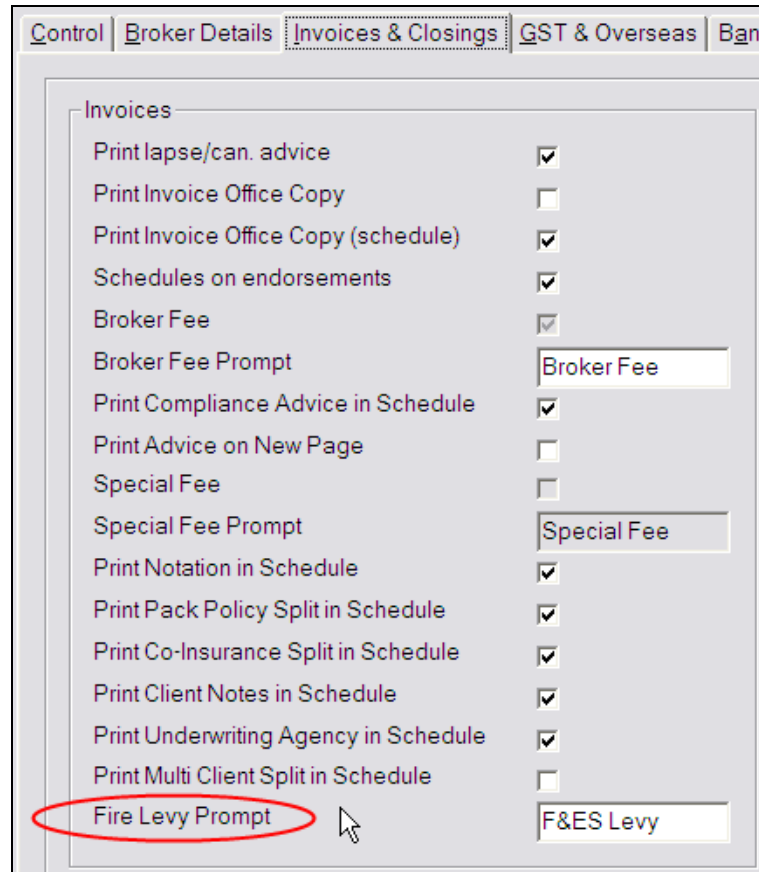 Control Broker Details Invoices & Closings GST & Overseas Ban
Invoices
Print lapse/can. advice
Print Invoice Office Copy
Print Invoice Office Copy (schedule)
Schedules on endorsements
Broker Fee
Broker Fee Prompt Broker Fee
Print Compliance Advice in Schedule
Print Advice on New Page
Special Fee
Special Fee Prompt Special Fee
Print Notation in Schedule
Print Pack Policy Split in Schedule
Print Co-Insurance Split in Schedule
Print Client Notes in Schedule
Print Underwriting Agency in Schedule
Print Multi Client Split in Schedule
Fire Levy Prompt F&ES Levy